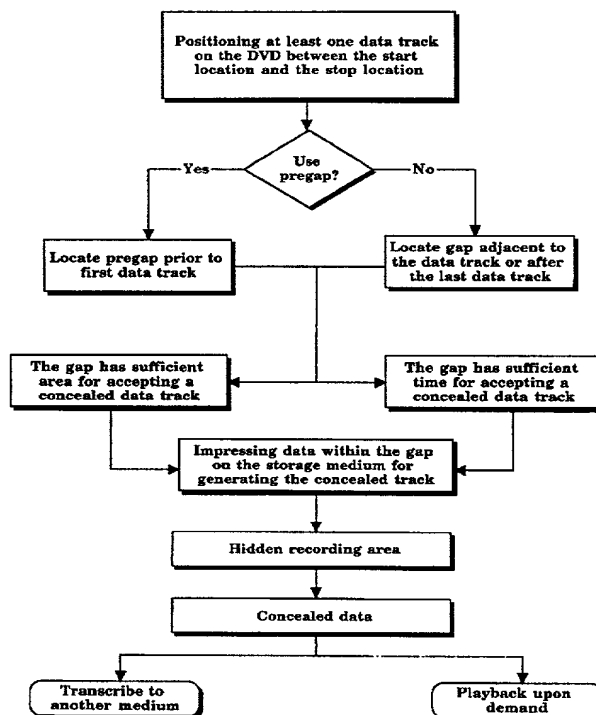 Positioning at least one data track
on the DVD between the start
location and the stop location
Use
pregap?
Yes
No
Locate pregap prior to
first data track
Locate gap adjacent to
the data track or after
the last data track
The gap has sufficient
area for accepting a
concealed data track
The gap has sufficient
time for accepting a
concealed data track
Impressing data within the gap
on the storage medium for
generating the concealed track
Hidden recording area
Concealed data
Transcribe to
another medium
Playback upon
demand